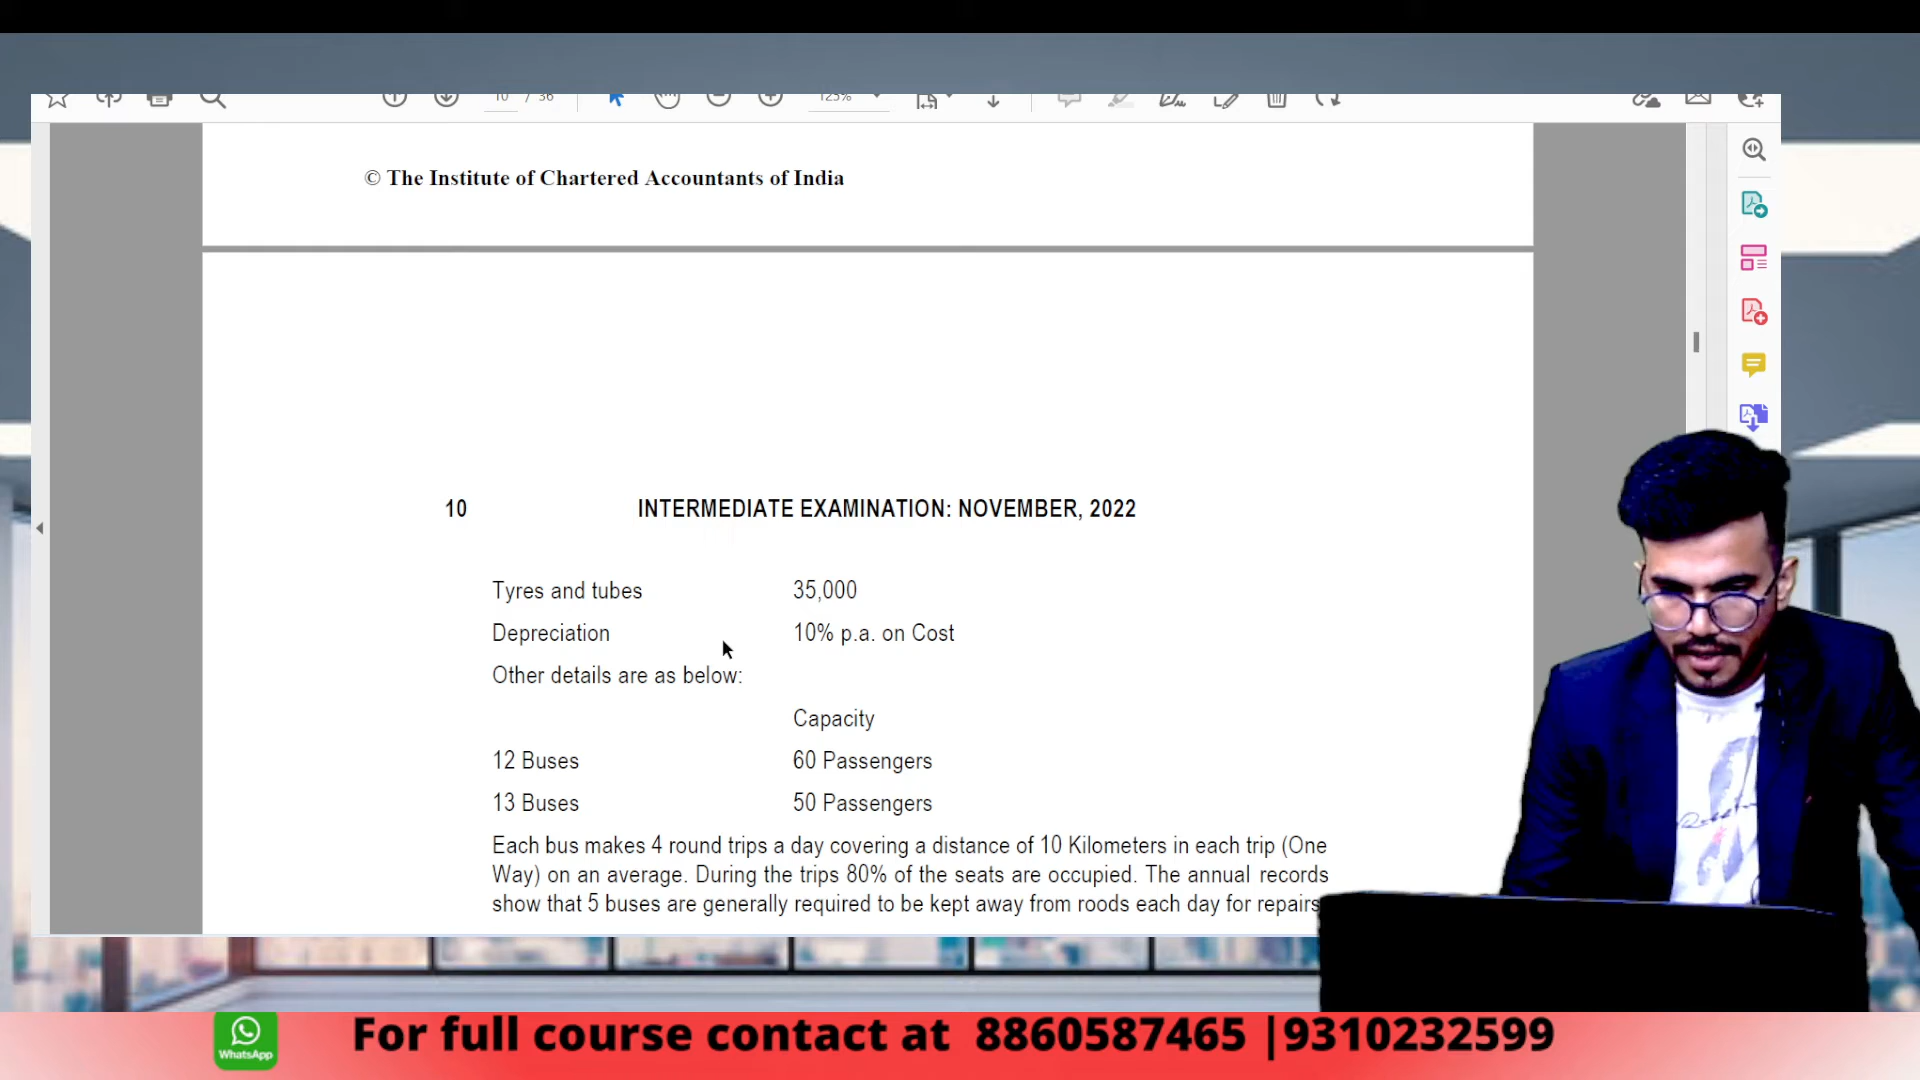 10 / 36
125%
© The Institute of Chartered Accountants of India
10 INTERMEDIATE EXAMINATION: NOVEMBER, 2022
Tyres and tubes 35,000
Depreciation 10% p.a. on Cost
Other details are as below:
Capacity
12 Buses 60 Passengers
13 Buses 50 Passengers
Each bus makes 4 round trips a day covering a distance of 10 Kilometers in each trip (One
Way) on an average. During the trips 80% of the seats are occupied. The annual records
show that 5 buses are generally required to be kept away from roods each day for repairs.
WhatsApp
For full course contact at 8860587465 |9310232599